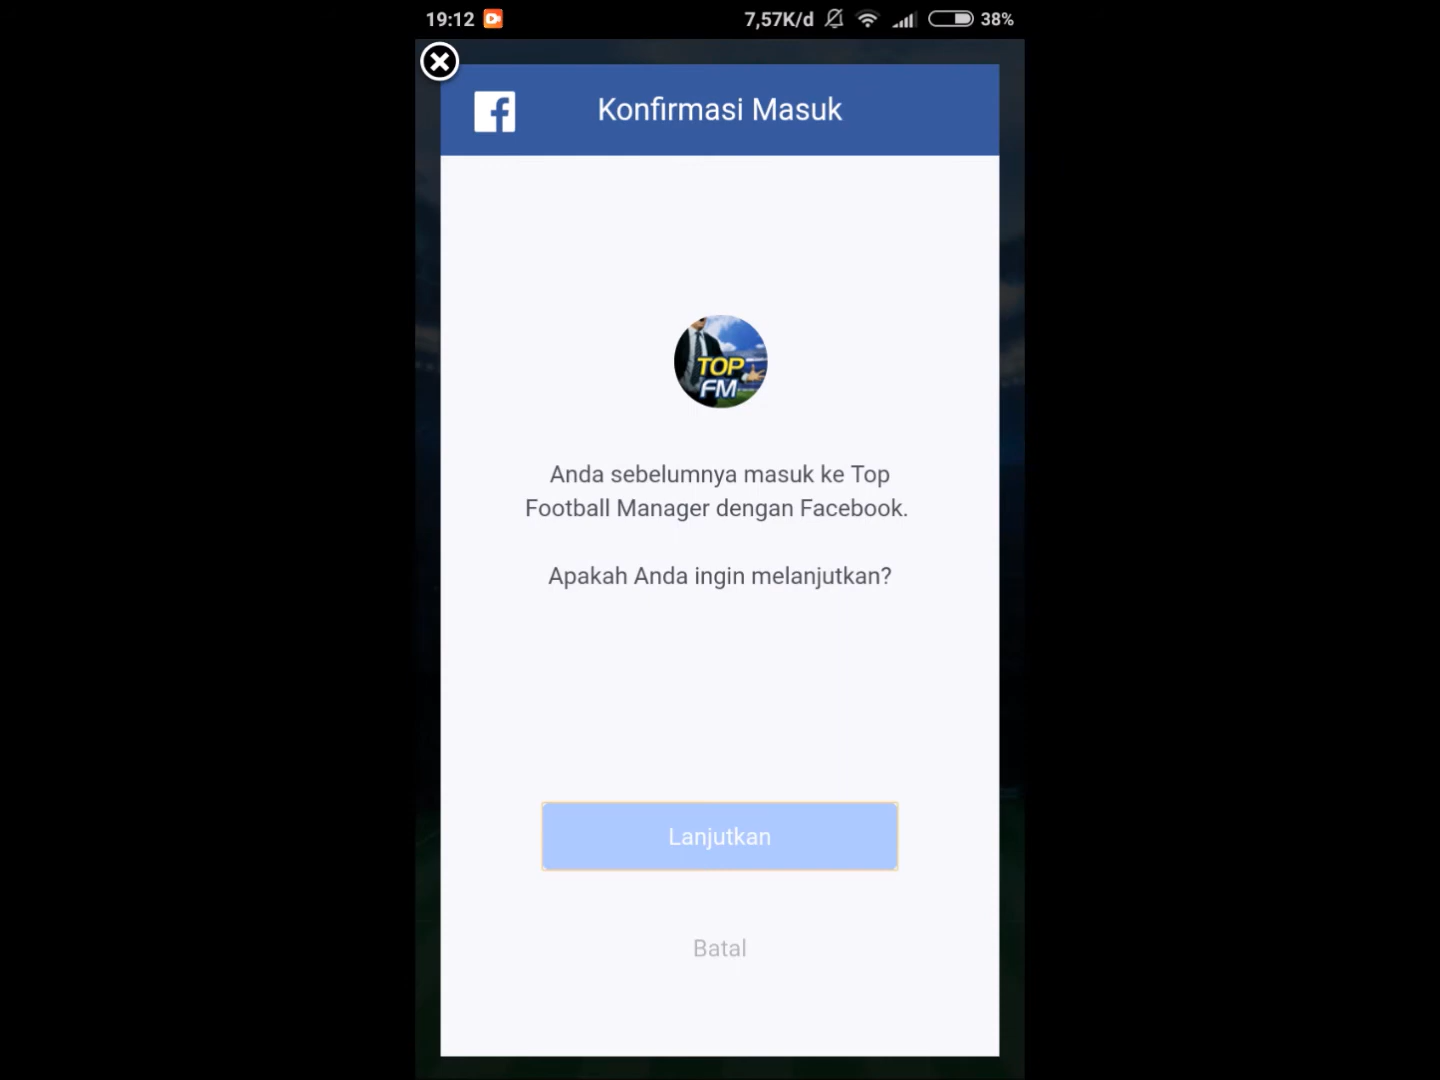 19:12 7,57K/d 38%
Konfirmasi Masuk
TOP
FM
Anda sebelumnya masuk ke Top
Football Manager dengan Facebook.
Apakah Anda ingin melanjutkan?
Lanjutkan
Batal